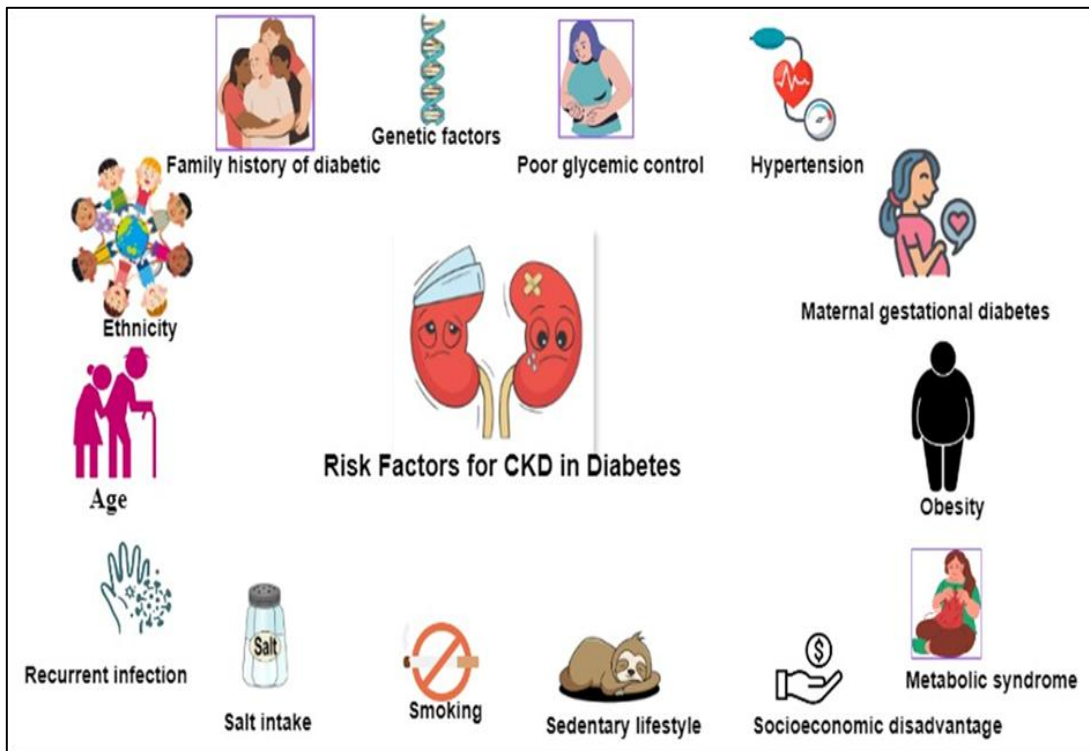 Genetic factors
Family history of diabetic
Poor glycemic control
Hypertension
Ethnicity
Maternal gestational diabetes
Risk Factors for CKD in Diabetes
Age
Obesity
Salt
Recurrent infection
Salt intake
Smoking
Sedentary lifestyle
Socioeconomic disadvantage
$
Metabolic syndrome